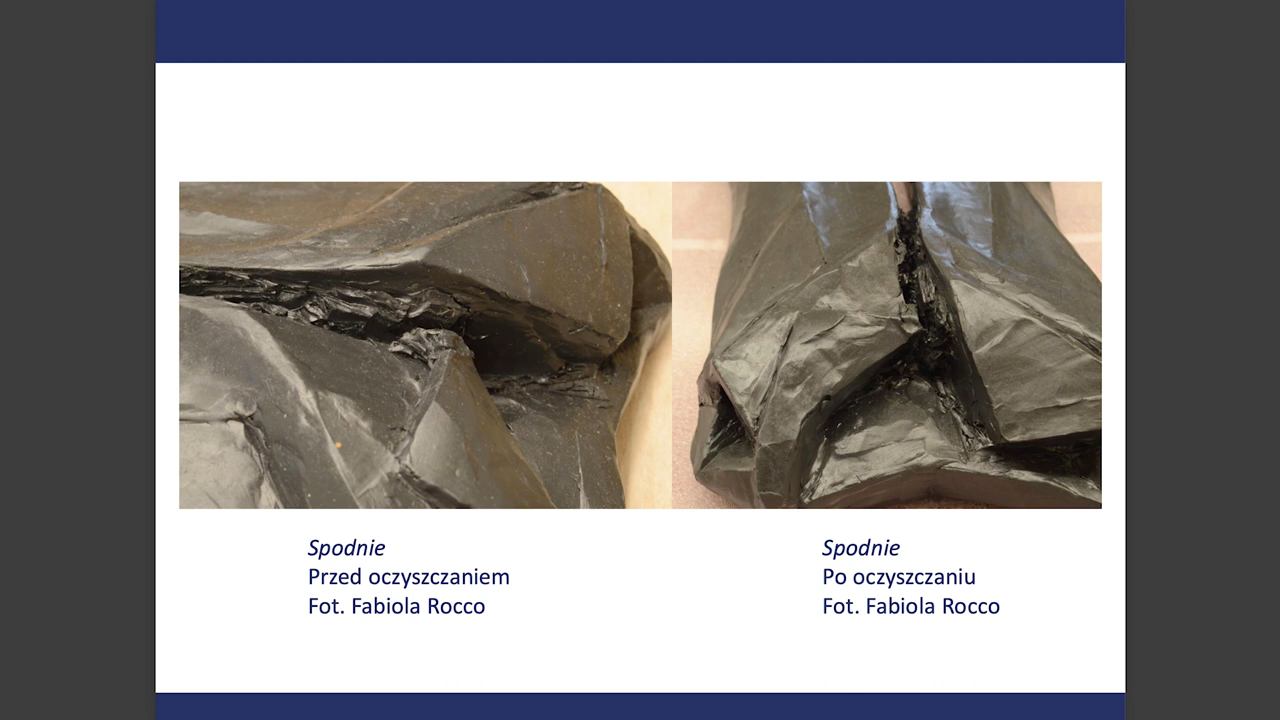 Spodnie
Przed oczyszczaniem
Fot. Fabiola Rocco
Spodnie
Po oczyszczaniu
Fot. Fabiola Rocco